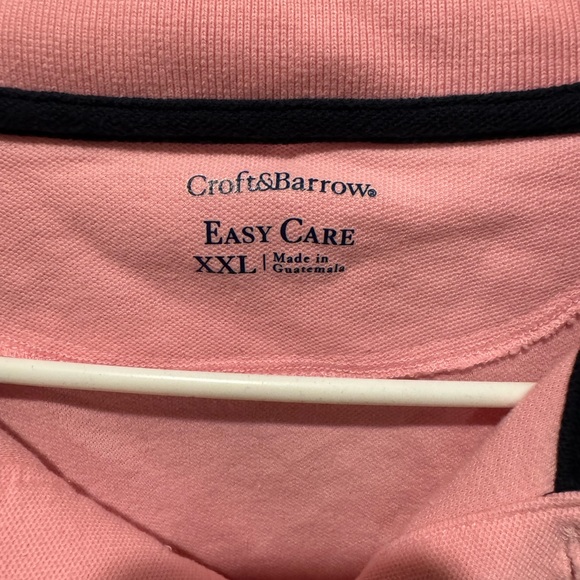 Croft&Barrow®
EASY CARE
XXL | Made in
Guatemala